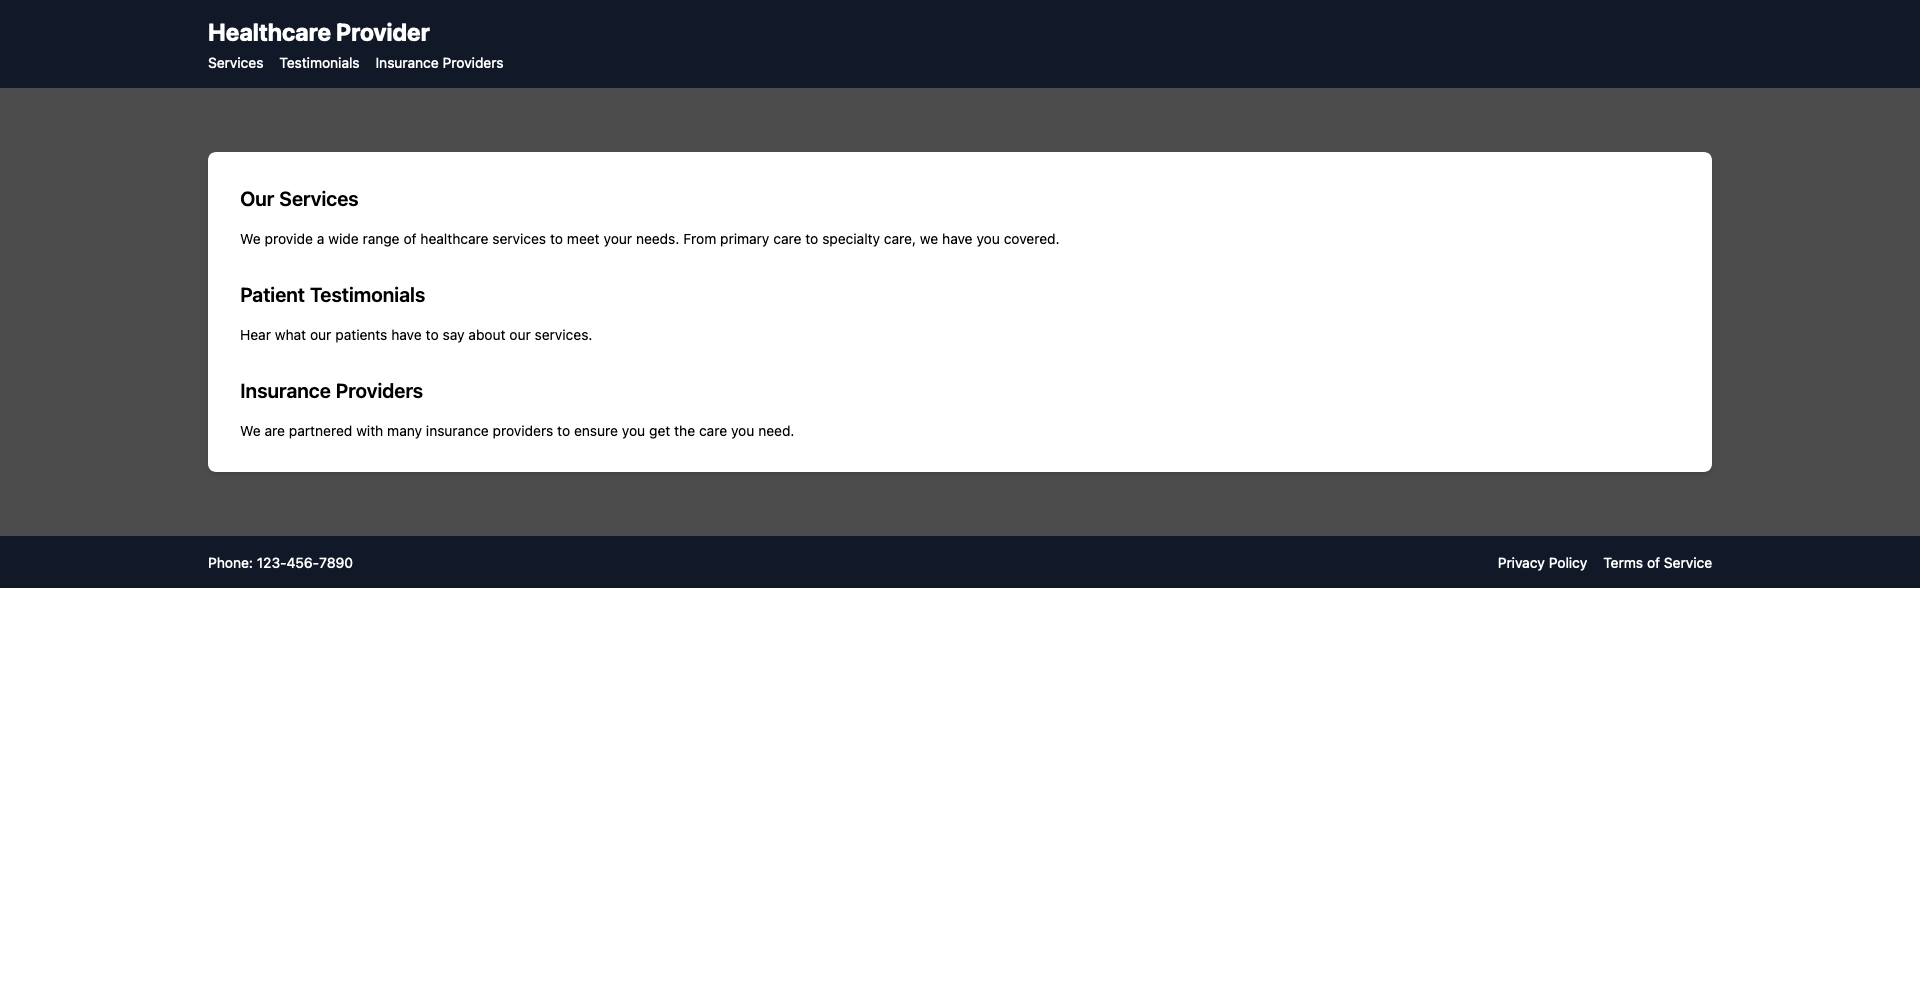 Healthcare Provider
Services Testimonials Insurance Providers
Our Services
We provide a wide range of healthcare services to meet your needs. From primary care to specialty care, we have you covered.
Patient Testimonials
Hear what our patients have to say about our services.
Insurance Providers
We are partnered with many insurance providers to ensure you get the care you need.
Phone: 123-456-7890 Privacy Policy Terms of Service